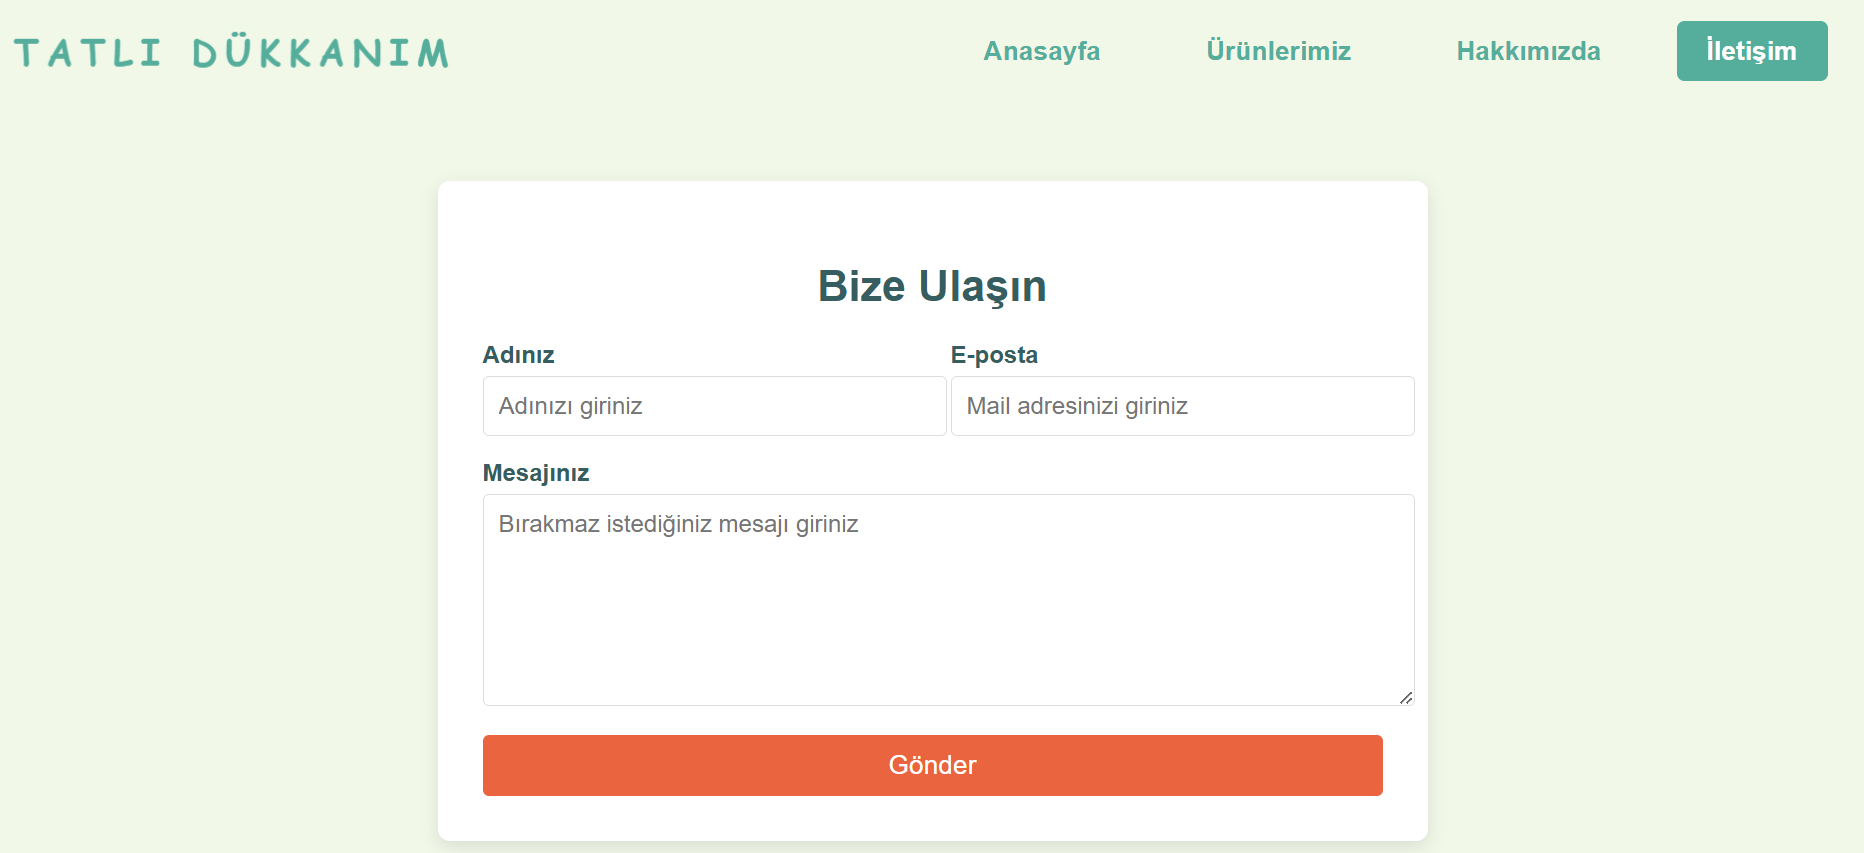 TATLI DÜKKANIM
Anasayfa Ürünlerimiz Hakkımızda İletişim
Bize Ulaşın
Adınız E-posta
Adınızı giriniz Mail adresinizi giriniz
Mesajınız
Bırakmaz istediğiniz mesajı giriniz
Gönder